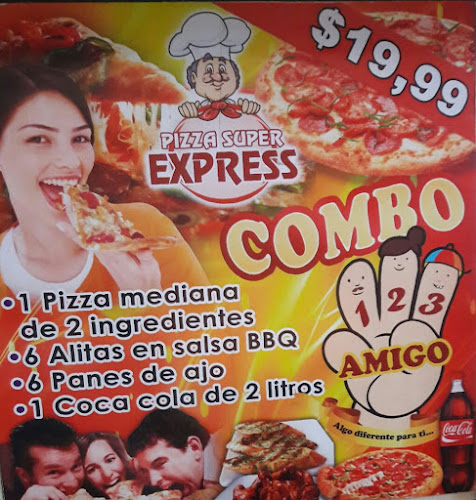 $19,99
PIZZA SUPER
EXPRESS
COMBO
1 2 3
AMIGO
Algo diferente para ti...
•1 Pizza mediana
de 2 ingredientes
•6 Alitas en salsa BBQ
•6 Panes de ajo
•1 Coca cola de 2 litros
Coca-Cola